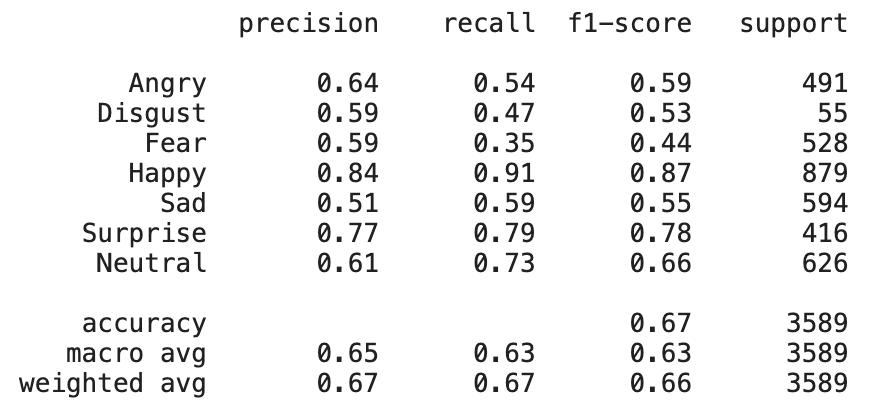 precision recall f1-score support
Angry 0.64 0.54 0.59 491
Disgust 0.59 0.47 0.53 55
Fear 0.59 0.35 0.44 528
Happy 0.84 0.91 0.87 879
Sad 0.51 0.59 0.55 594
Surprise 0.77 0.79 0.78 416
Neutral 0.61 0.73 0.66 626
accuracy 0.67 3589
macro avg 0.65 0.63 0.63 3589
weighted avg 0.67 0.67 0.66 3589